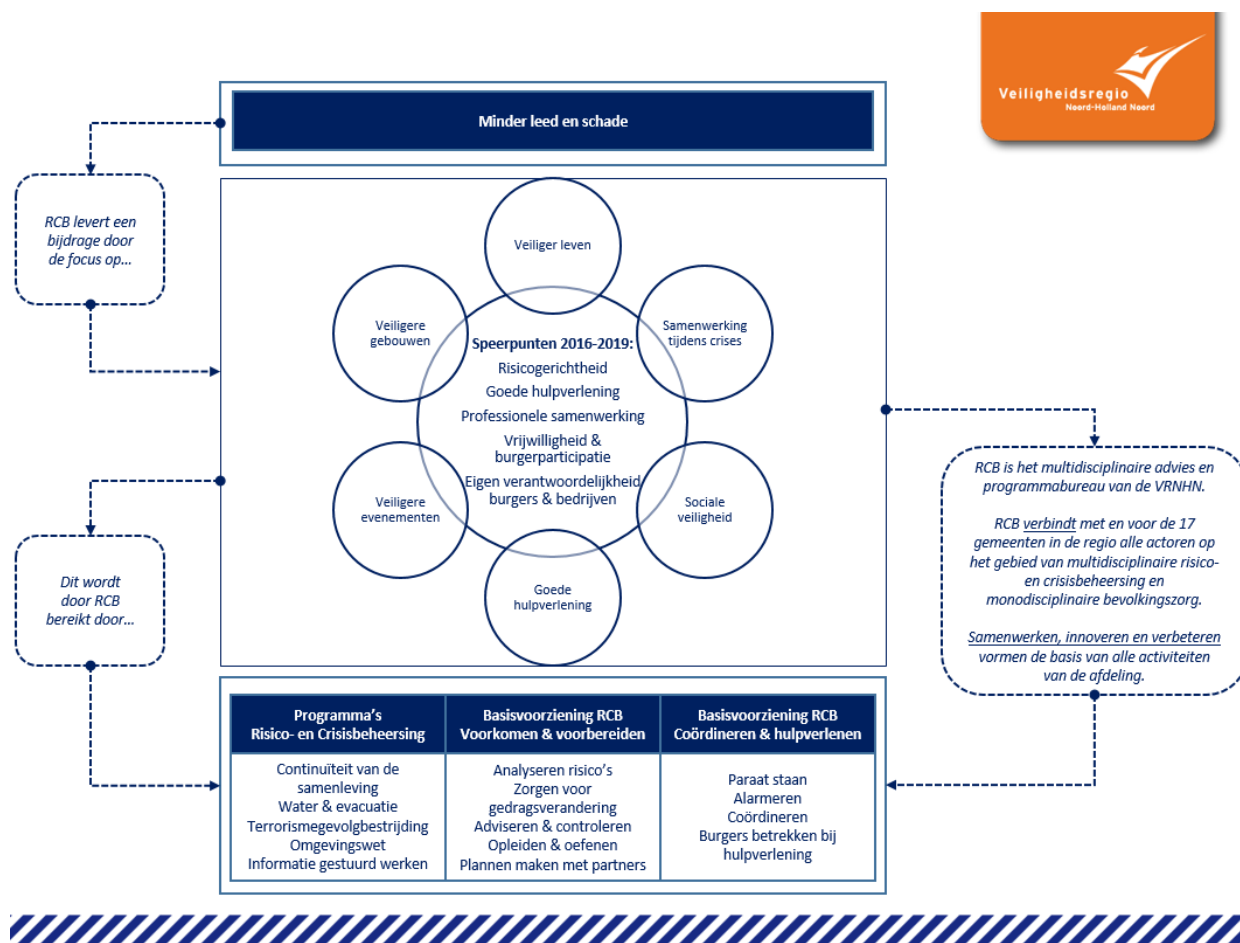 Veiligheidsregio
Noord-Holland Noord
Minder leed en schade
RCB levert een
bijdrage door
de focus op...
Veiliger leven
Veiligere
gebouwen
Samenwerking
tijdens crises
Speerpunten 2016-2019:
Risicogerichtheid
Goede hulpverlening
Professionele samenwerking
Vrijwilligheid &
burgerparticipatie
Eigen verantwoordelijkheid
burgers & bedrijven
Veiligere
evenementen
Sociale
veiligheid
Goede
hulpverlening
Dit wordt
door RCB
bereikt door...
RCB is het multidisciplinaire advies en
programmabureau van de VRNHN.
RCB verbindt met en voor de 17
gemeenten in de regio alle actoren op
het gebied van multidisciplinaire risico-
en crisisbeheersing en
monodisciplinaire bevolkingszorg.
Samenwerken, innoveren en verbeteren
vormen de basis van alle activiteiten
van de afdeling.
Programma's
Risico- en Crisisbeheersing
Continuïteit van de
samenleving
Water & evacuatie
Terrorismegevolgbestrijding
Omgevingswet
Informatie gestuurd werken
Basisvoorziening RCB
Voorkomen & voorbereiden
Analyseren risico's
Zorgen voor
gedragsverandering
Adviseren & controleren
Opleiden & oefenen
Plannen maken met partners
Basisvoorziening RCB
Coördineren & hulpverlenen
Paraat staan
Alarmeren
Coördineren
Burgers betrekken bij
hulpverlening